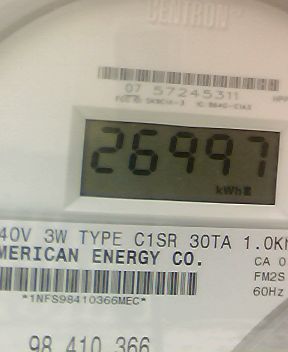 CENTRON
07 57245311
26997
kWh
40V 3W TYPE C1SR 30TA 1.0K
MERICAN ENERGY CO.
CA 0
FM2S
*1NFS98410366MEC*
60Hz
98 410 366